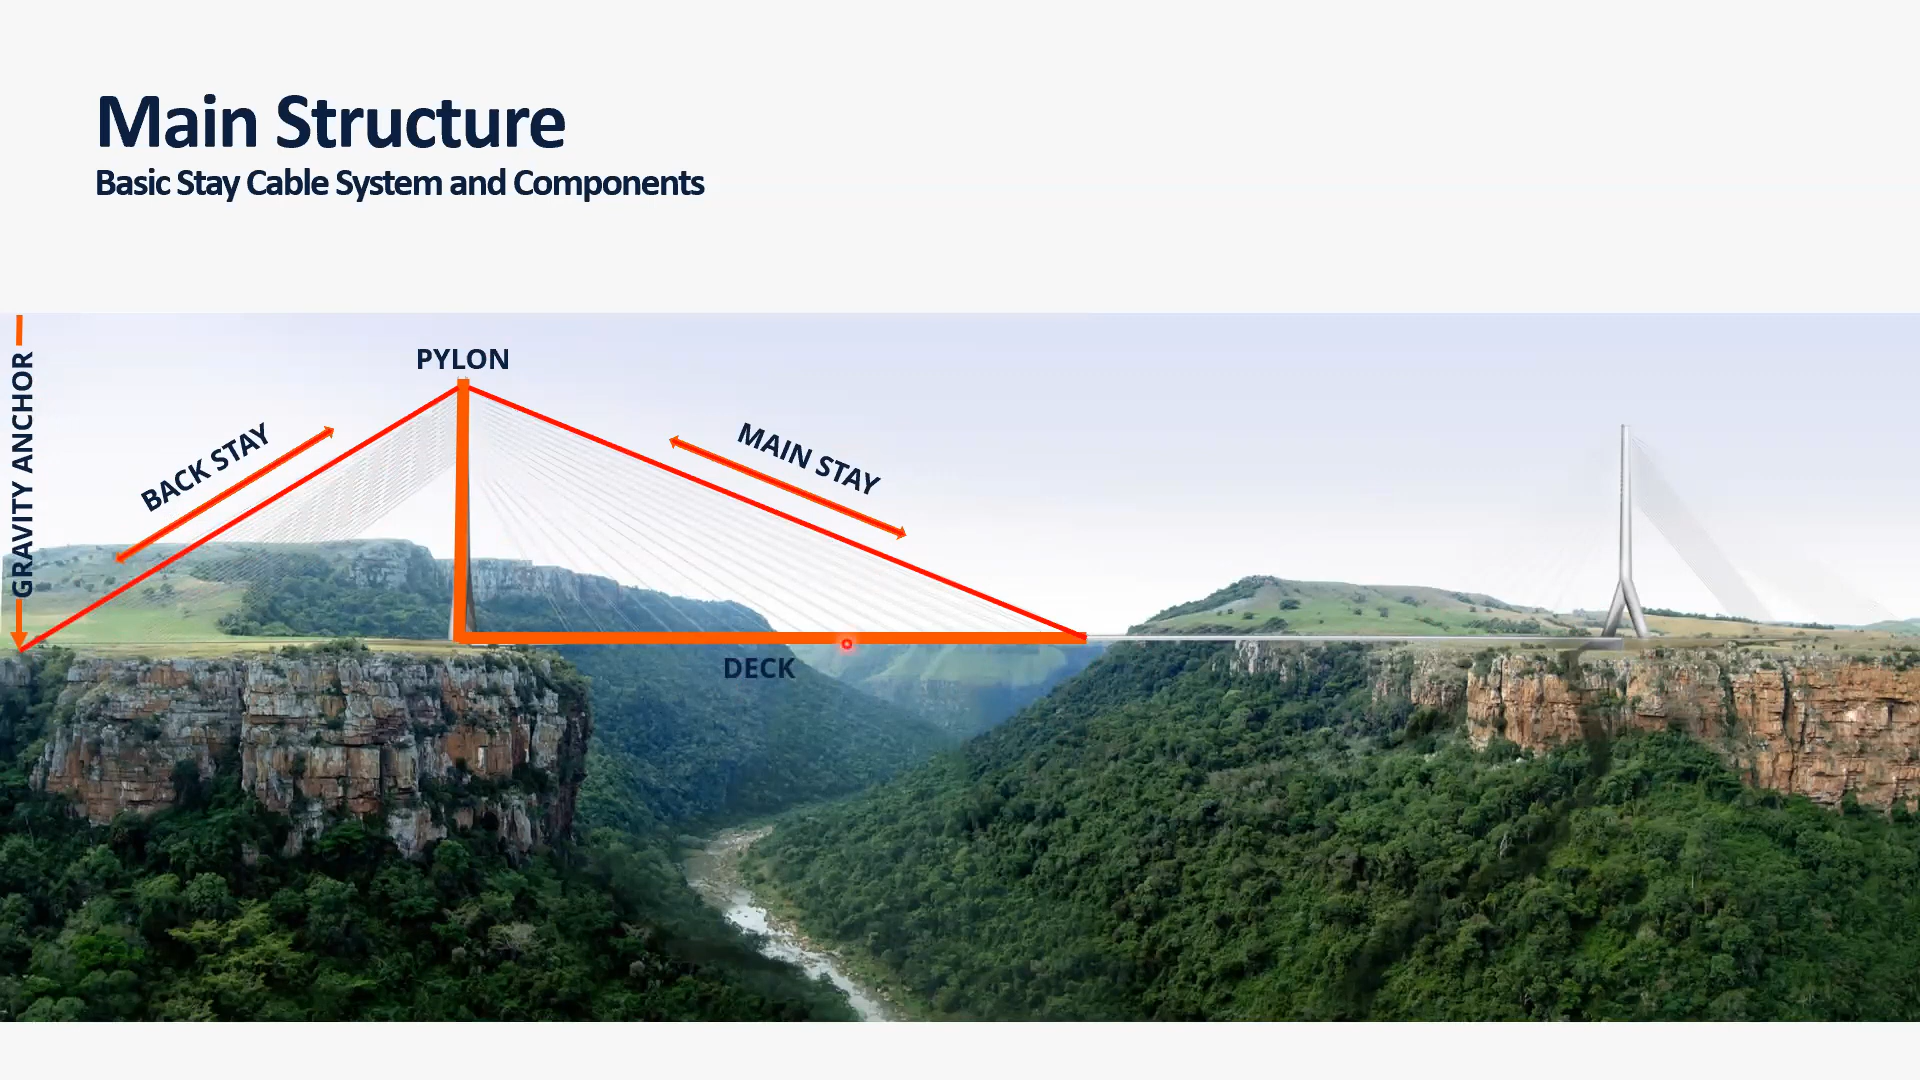 Main Structure
Basic Stay Cable System and Components
PYLON
GRAVITY ANCHOR
BACK STAY
MAIN STAY
DECK